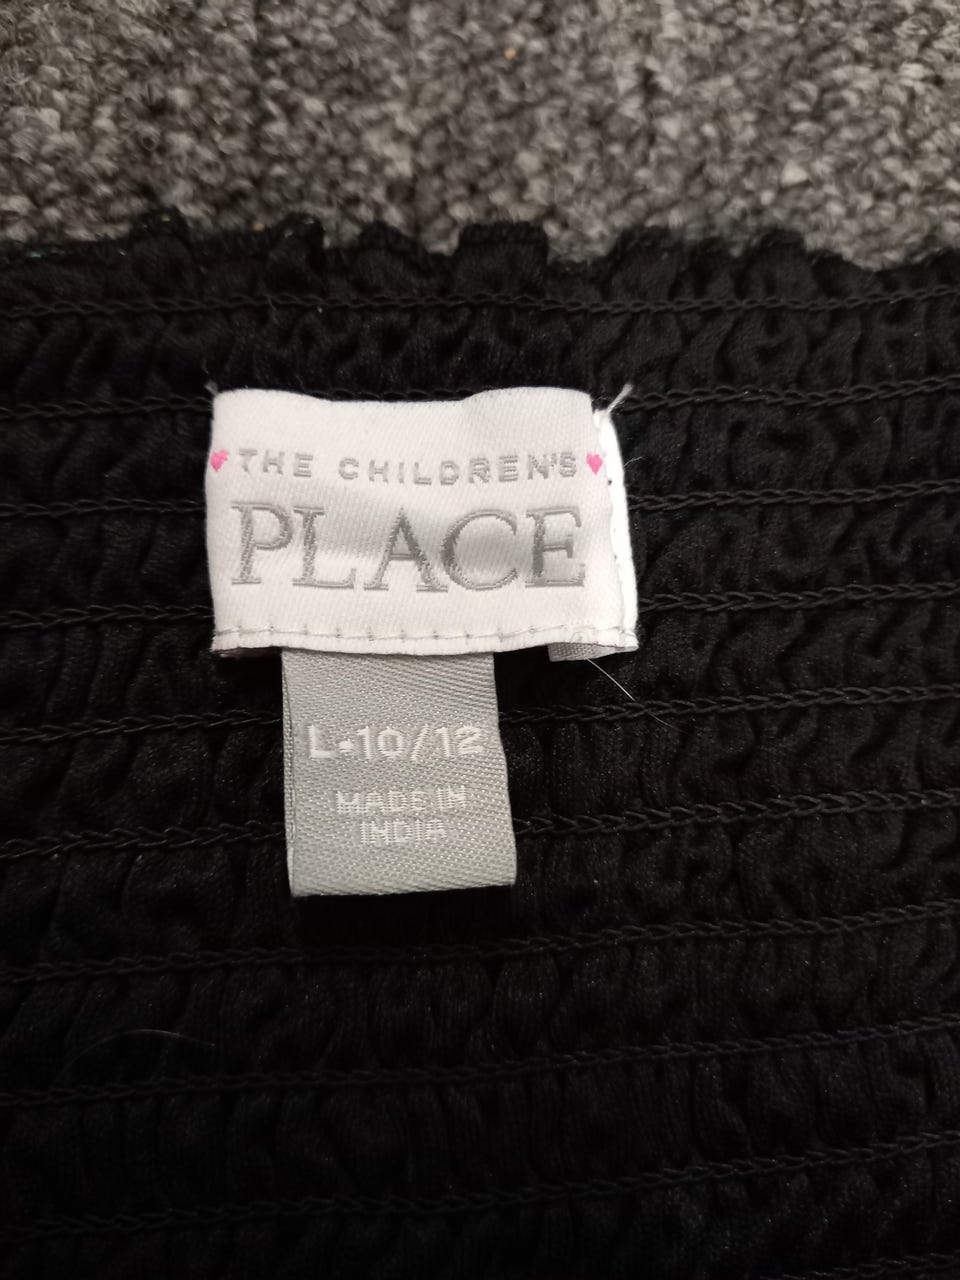 THE CHILDREN'S
PLACE
L•10/12
MADE IN
INDIA